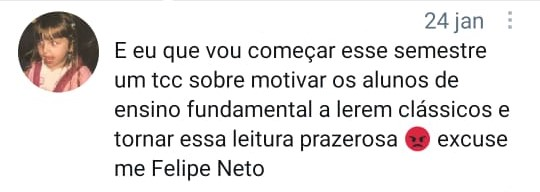 24 jan
E eu que vou começar esse semestre
um tcc sobre motivar os alunos de
ensino fundamental a lerem clássicos e
tornar essa leitura prazerosa 😡 excuse
me Felipe Neto